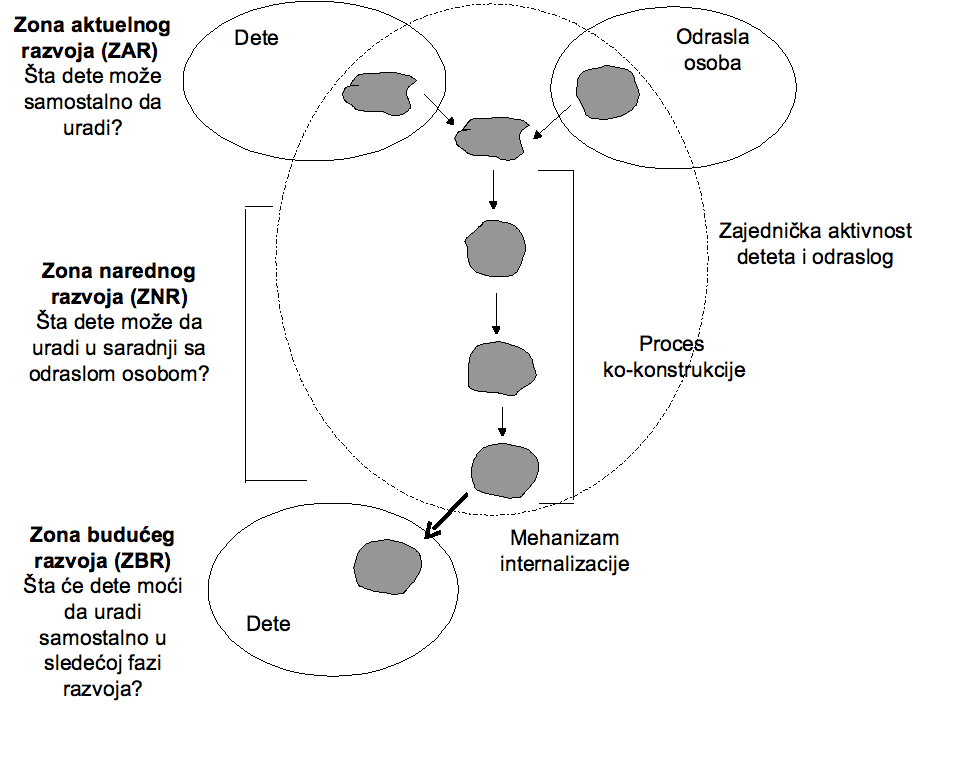 Zona aktuelnog
razvoja (ZAR)
Šta dete može
samostalno da
uradi?
Dete
Odrasla
osoba
Zajednička aktivnost
deteta i odraslog
Zona narednog
razvoja (ZNR)
Šta dete može da
uradi u saradnji sa
odraslom osobom?
Proces
ko-konstrukcije
Zona budućeg
razvoja (ZBR)
Šta će dete moći
da uradi
samostalno u
sledećoj fazi
razvoja?
Mehanizam
internalizacije
Dete